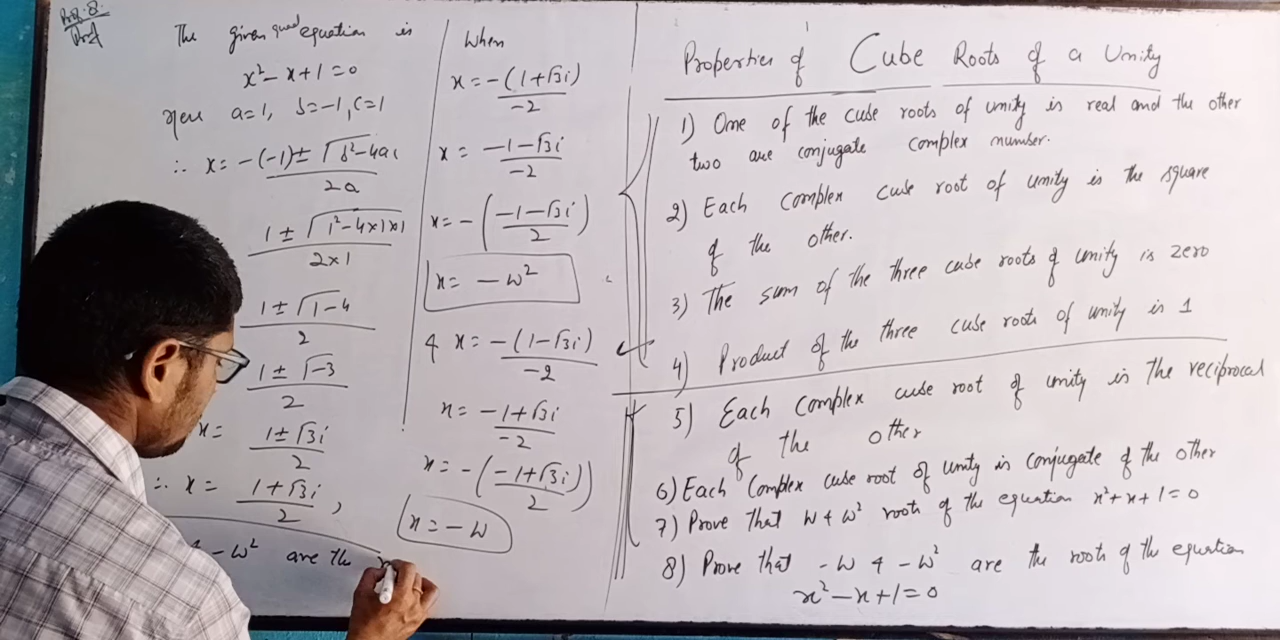 Prop. 8.
Proof
The given quad equation is
x² - x + 1 = 0
Here a = 1, b = -1, c = 1
∴ x = -(-1) ± √b² - 4ac
2a
1 ± √1² - 4×1×1
2×1
1 ± √1 - 4
2
1 ± √-3
2
x = 1 ± √3i
2
∴ x = 1 + √3i ,
2
- ω² are the
When
x = -(1 + √3i)
-2
x = -1 - √3i
-2
x = - ( -1 - √3i )
2
x = - ω²
& x = -(1 - √3i)
-2
x = -1 + √3i
-2
x = - ( -1 + √3i )
2
x = - ω
Properties of Cube Roots of a Unity
1) One of the cube roots of unity is real and the other
two are conjugate complex number.
2) Each complex cube root of unity is the square
of the other.
3) The sum of the three cube roots of unity is zero
4) Product of the three cube roots of unity is 1
5) Each complex cube root of unity is the reciprocal
of the other
6) Each complex cube root of unity is conjugate of the other
7) Prove that ω & ω² roots of the equation x² + x + 1 = 0
8) Prove that - ω & - ω² are the roots of the equation
x² - x + 1 = 0